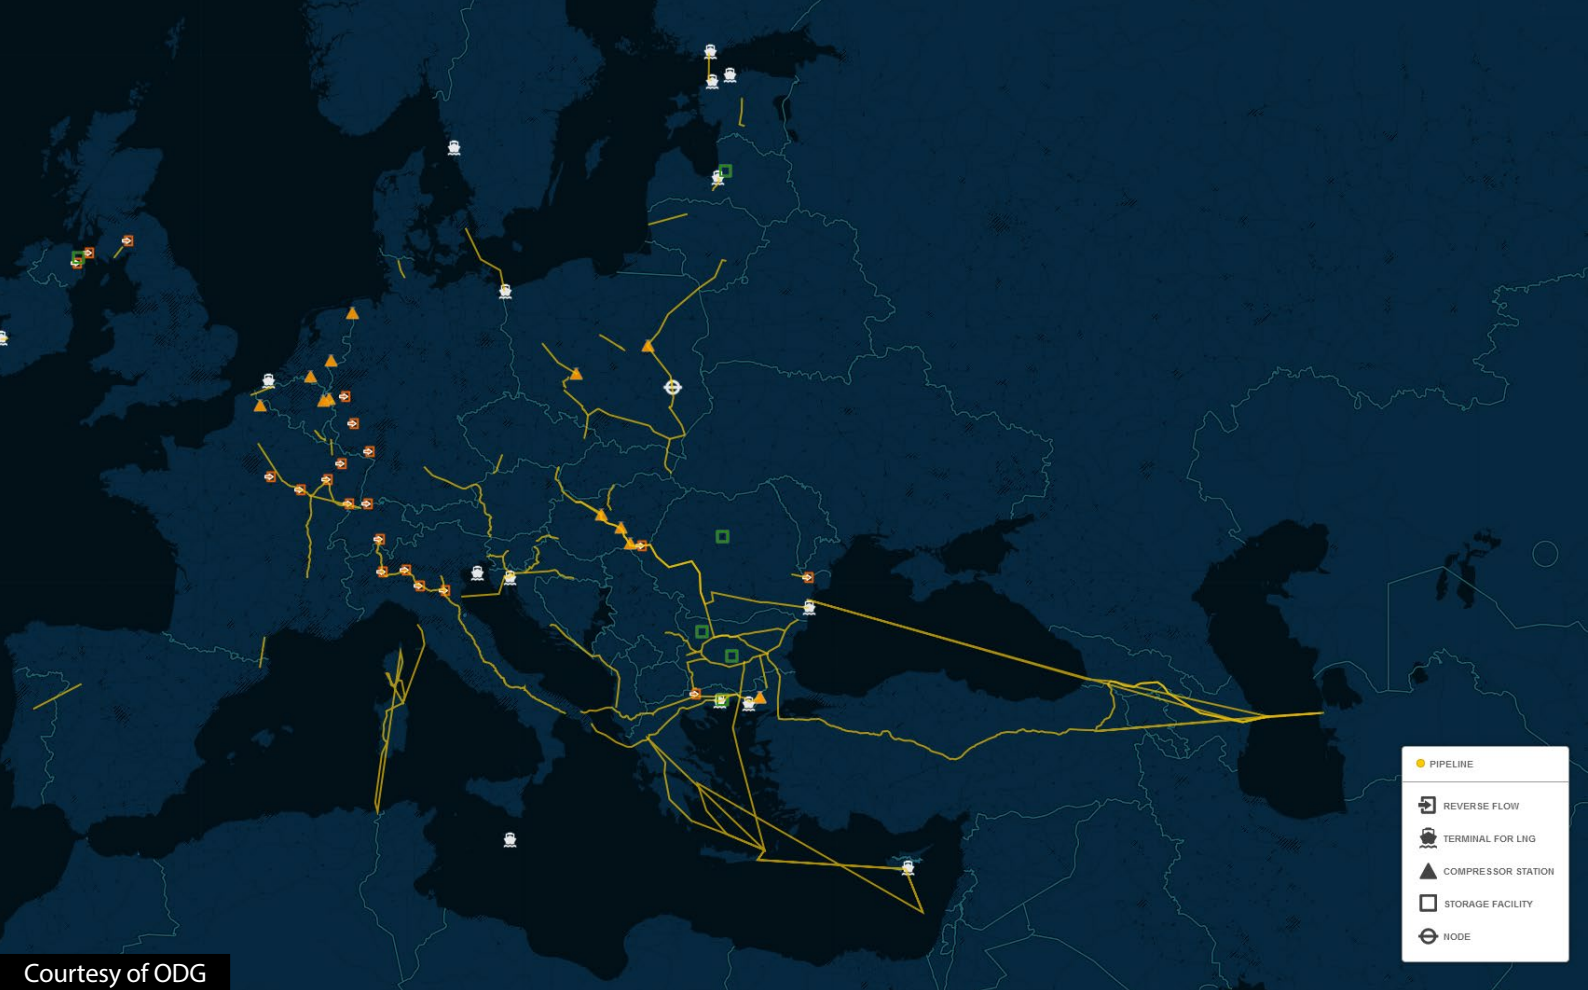 PIPELINE
REVERSE FLOW
TERMINAL FOR LNG
COMPRESSOR STATION
STORAGE FACILITY
NODE
Courtesy of ODG